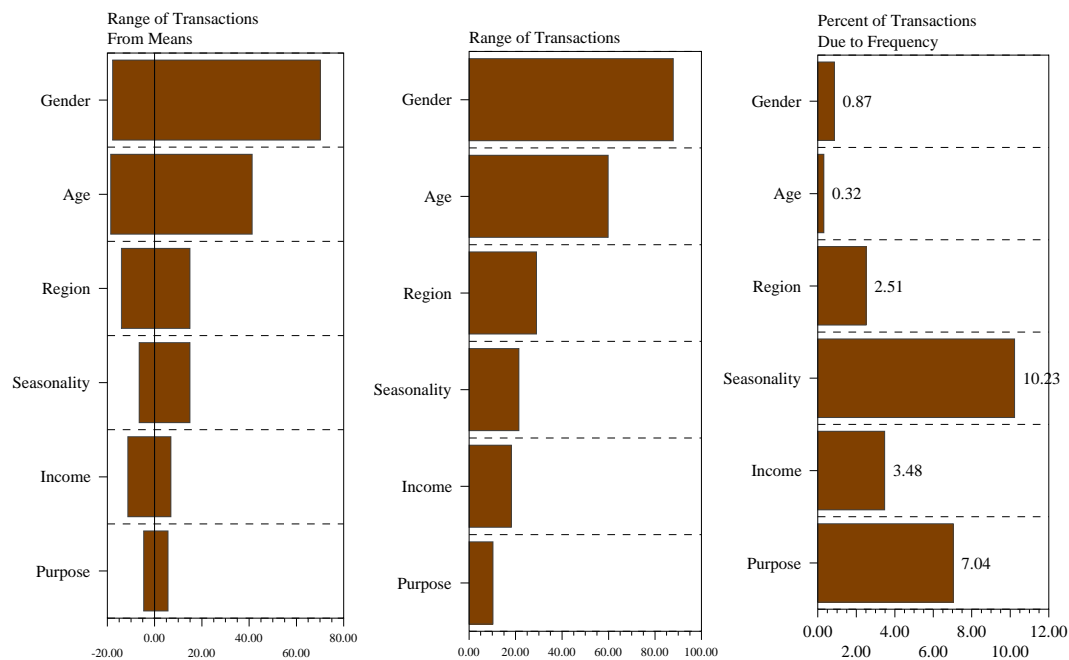 Range of Transactions
From Means
Gender
Age
Region
Seasonality
Income
Purpose
0.00 40.00 80.00
-20.00 20.00 60.00
Range of Transactions
Gender
Age
Region
Seasonality
Income
Purpose
0.00 20.00 40.00 60.00 80.00 100.00
Percent of Transactions
Due to Frequency
Gender 0.87
Age 0.32
Region 2.51
Seasonality 10.23
Income 3.48
Purpose 7.04
0.00 4.00 8.00 12.00
2.00 6.00 10.00